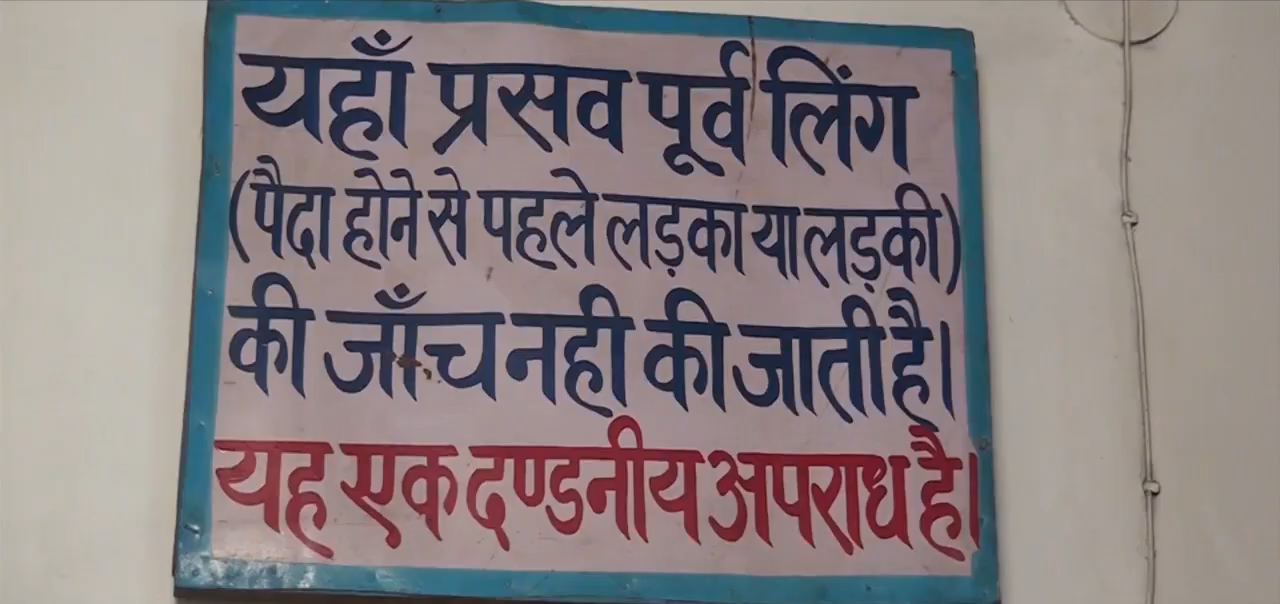 यहाँ प्रसव पूर्व लिंग
(पैदा होने से पहले लड़का या लड़की)
की जाँच नही की जाती है।
यह एक दण्डनीय अपराध है।